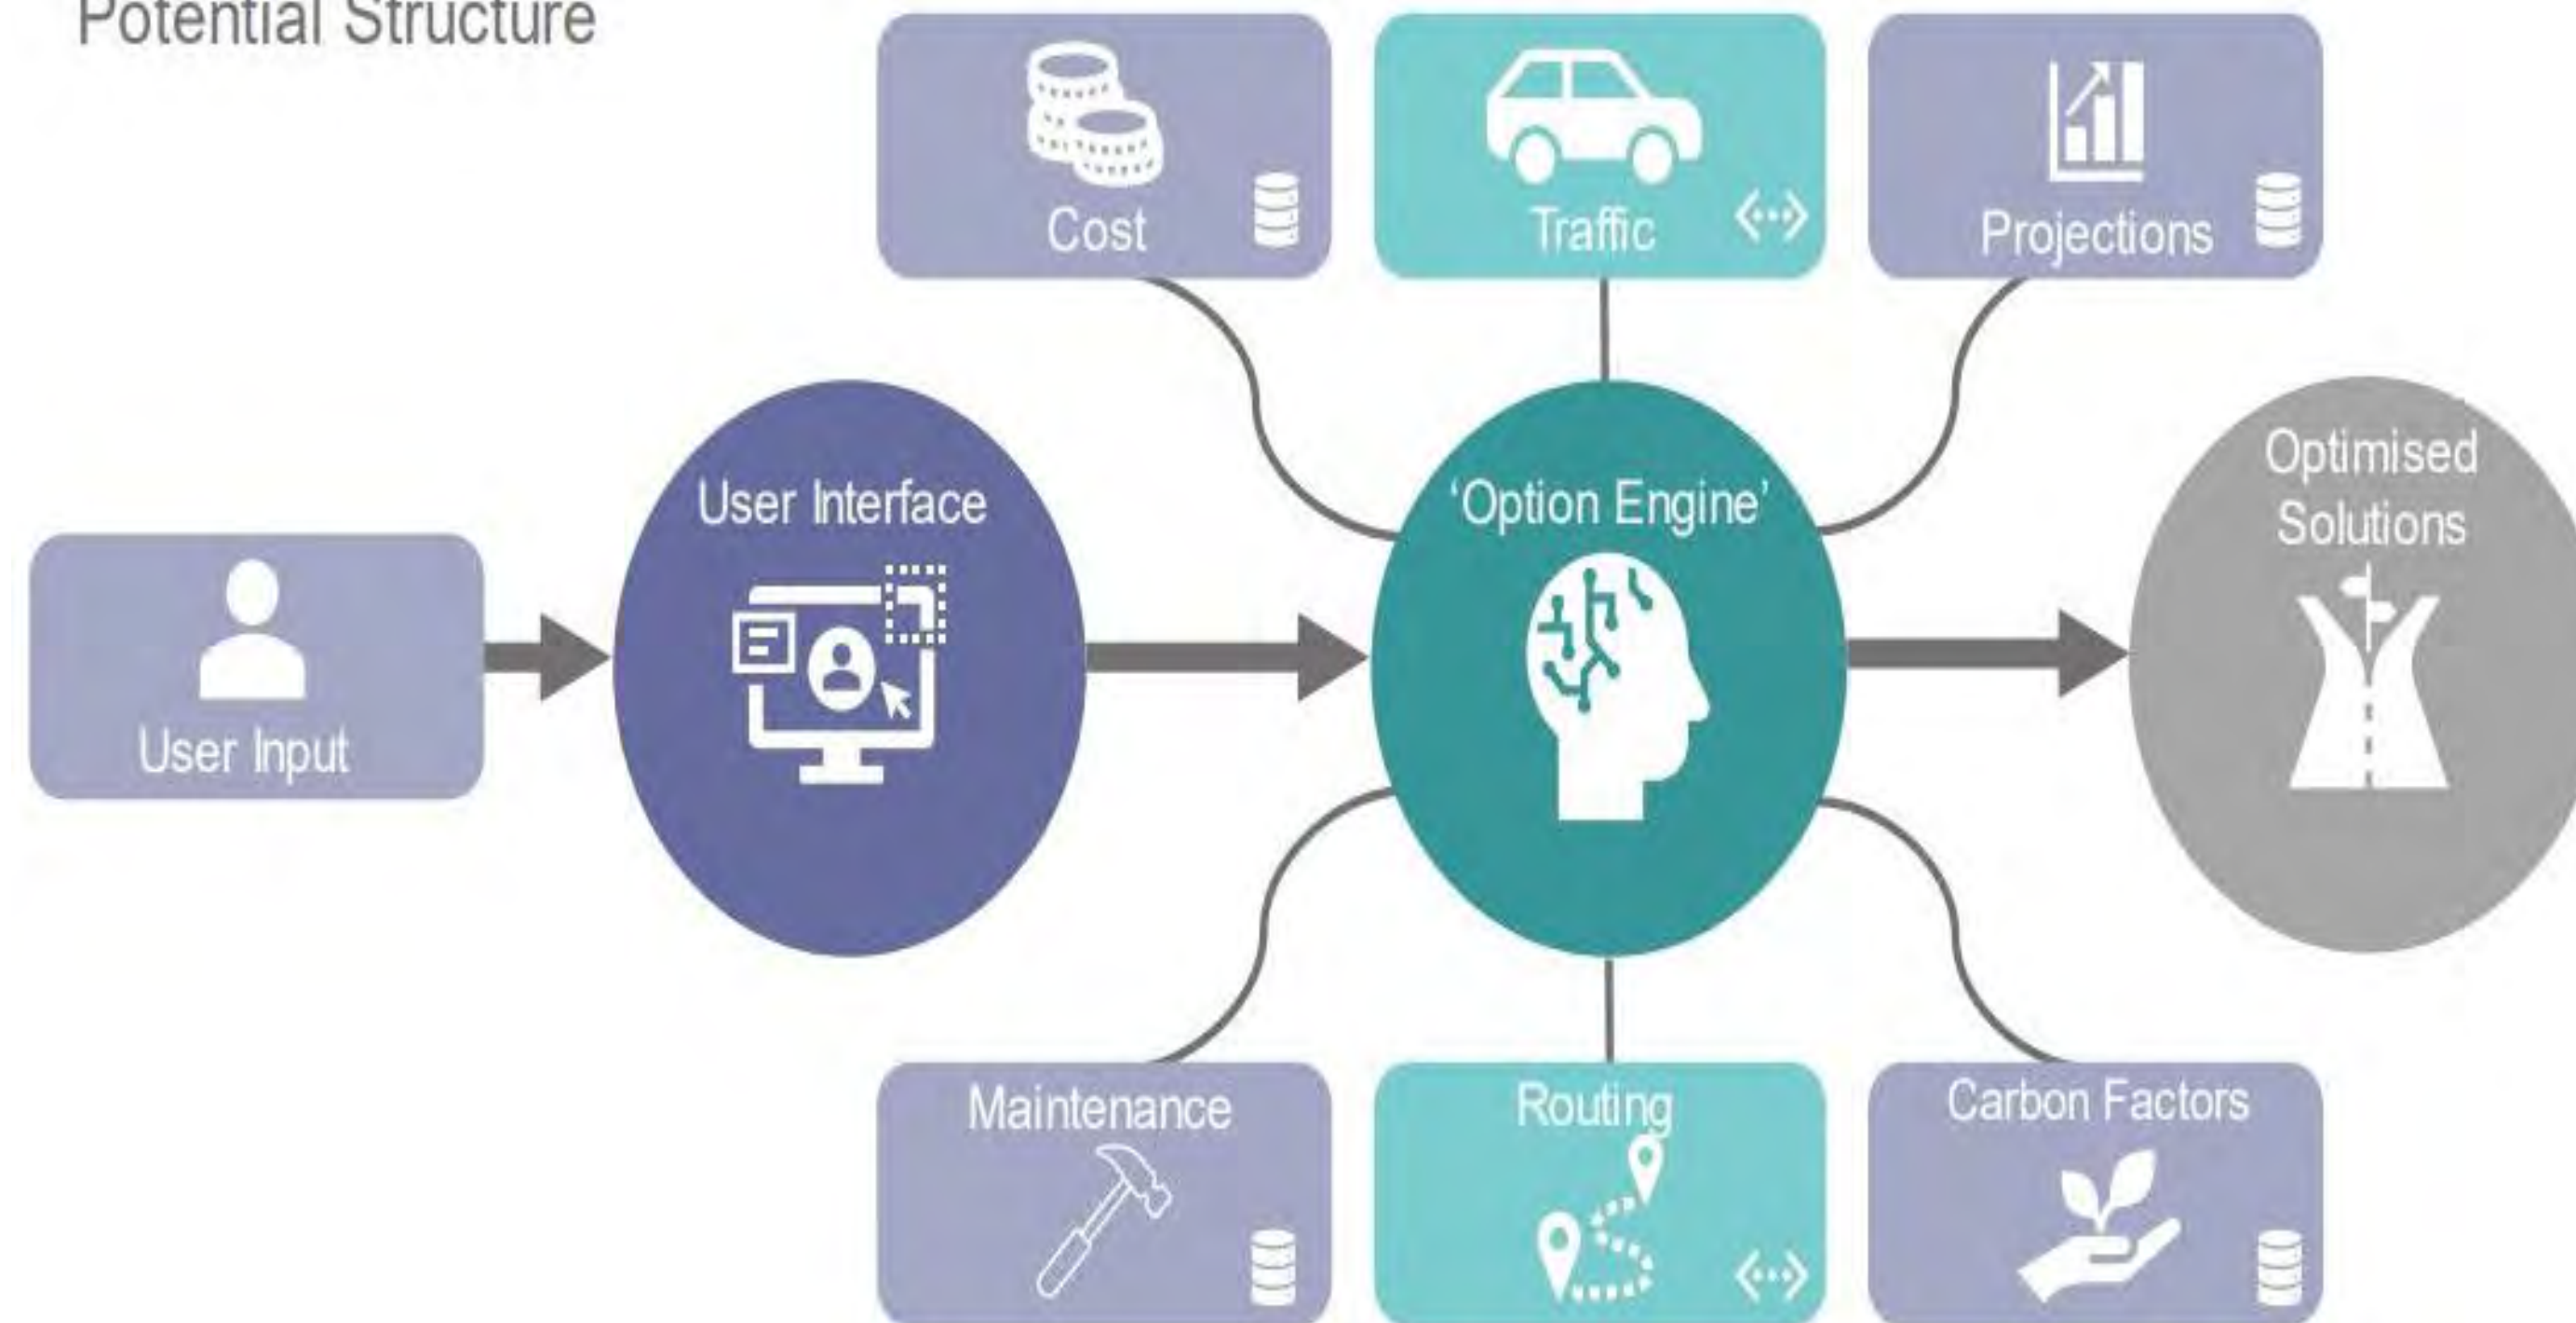 Potential Structure
Cost
Traffic
Projections
User Input
User Interface
‘Option Engine’
Optimised
Solutions
Maintenance
Routing
Carbon Factors